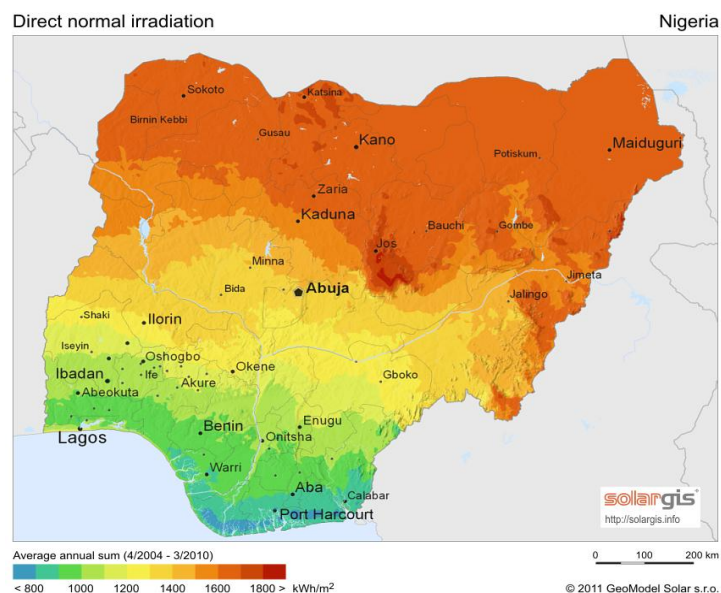 Direct normal irradiation
Nigeria
Sokoto
Katsina
Birnin Kebbi
Gusau
Kano
Maiduguri
Potiskum
Zaria
Kaduna
Bauchi
Gombe
Jos
Minna
Jimeta
Bida
Abuja
Jalingo
Shaki
Ilorin
Iseyin
Oshogbo
Okene
Ibadan
Ife
Akure
Gboko
Abeokuta
Benin
Enugu
Lagos
Onitsha
Warri
Aba
Calabar
Port Harcourt
solargis
http://solargis.info
Average annual sum (4/2004 - 3/2010)
0 100 200 km
< 800 1000 1200 1400 1600 1800 > kWh/m²
© 2011 GeoModel Solar s.r.o.